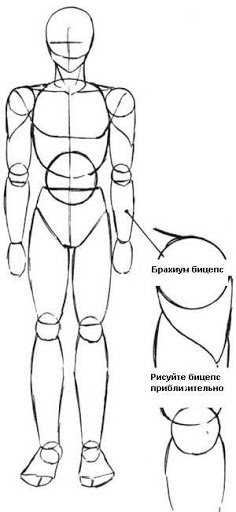 Брахиум бицепс
Рисуйте бицепс
приблизительно